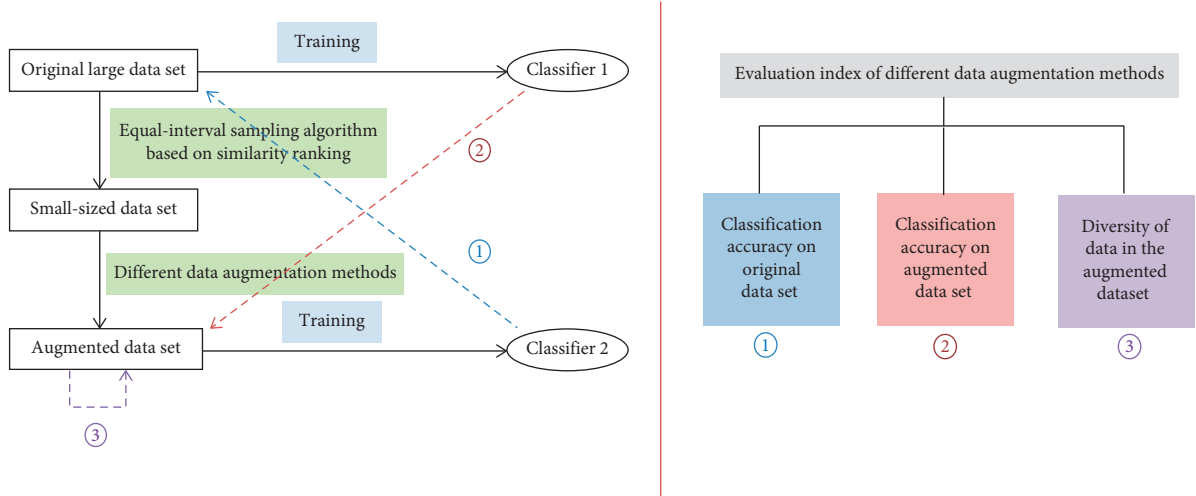 Training
Original large data set
Classifier 1
Equal-interval sampling algorithm
based on similarity ranking
2
Small-sized data set
1
Different data augmentation methods
Training
Augmented data set
Classifier 2
3
Evaluation index of different data augmentation methods
Classification
accuracy on
original
data set
1
Classification
accuracy on
augmented
data set
2
Diversity of
data in the
augmented
dataset
3